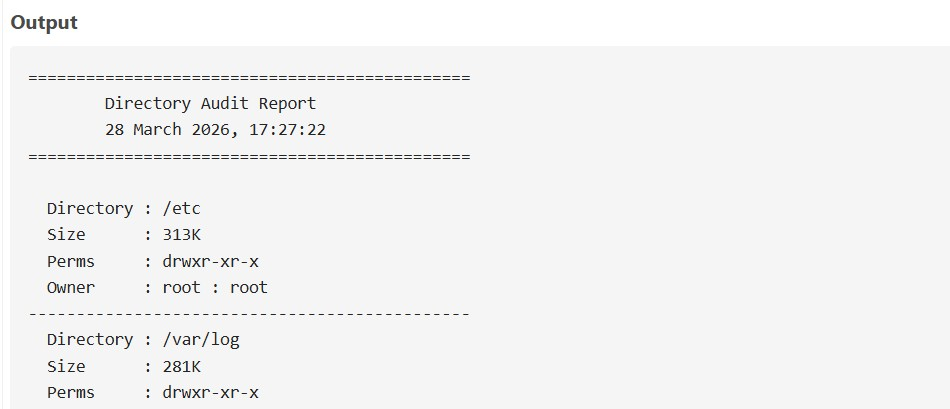 Output
==============================================
Directory Audit Report
28 March 2026, 17:27:22
==============================================
Directory : /etc
Size      : 313K
Perms     : drwxr-xr-x
Owner     : root : root
----------------------------------------------
Directory : /var/log
Size      : 281K
Perms     : drwxr-xr-x